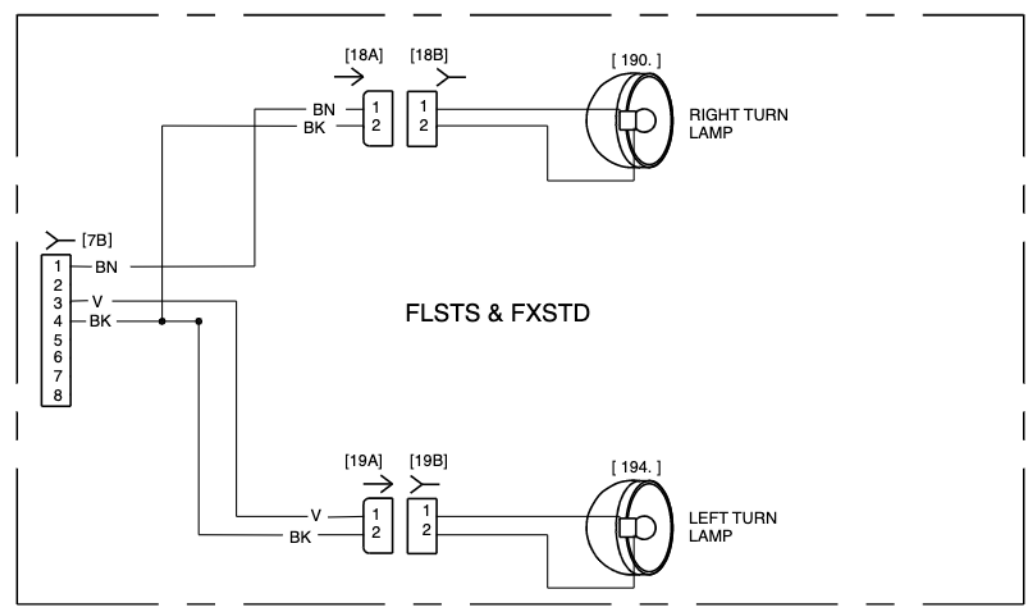 [18A] [18B] [ 190. ]
BN 1 1 RIGHT TURN
BK 2 2 LAMP
[7B]
1 BN
2
3 V
4 BK
5
6
7
8
FLSTS & FXSTD
[19A] [19B] [ 194. ]
V 1 1 LEFT TURN
BK 2 2 LAMP